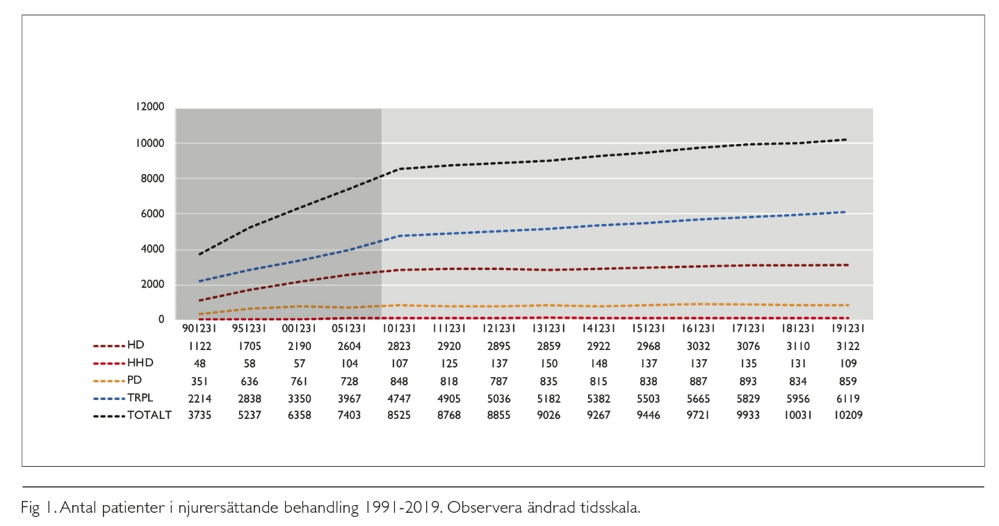 12000
10000
8000
6000
4000
2000
0
901231 951231 001231 051231 101231 111231 121231 131231 141231 151231 161231 171231 181231 191231
HD 1122 1705 2190 2604 2823 2920 2895 2859 2922 2968 3032 3076 3110 3122
HHD 48 58 57 104 107 125 137 150 148 137 137 135 131 109
PD 351 636 761 728 848 818 787 835 815 838 887 893 834 859
TRPL 2214 2838 3350 3967 4747 4905 5036 5182 5382 5503 5665 5829 5956 6119
TOTALT 3735 5237 6358 7403 8525 8768 8855 9026 9267 9446 9721 9933 10031 10209
Fig 1. Antal patienter i njurersättande behandling 1991-2019. Observera ändrad tidsskala.